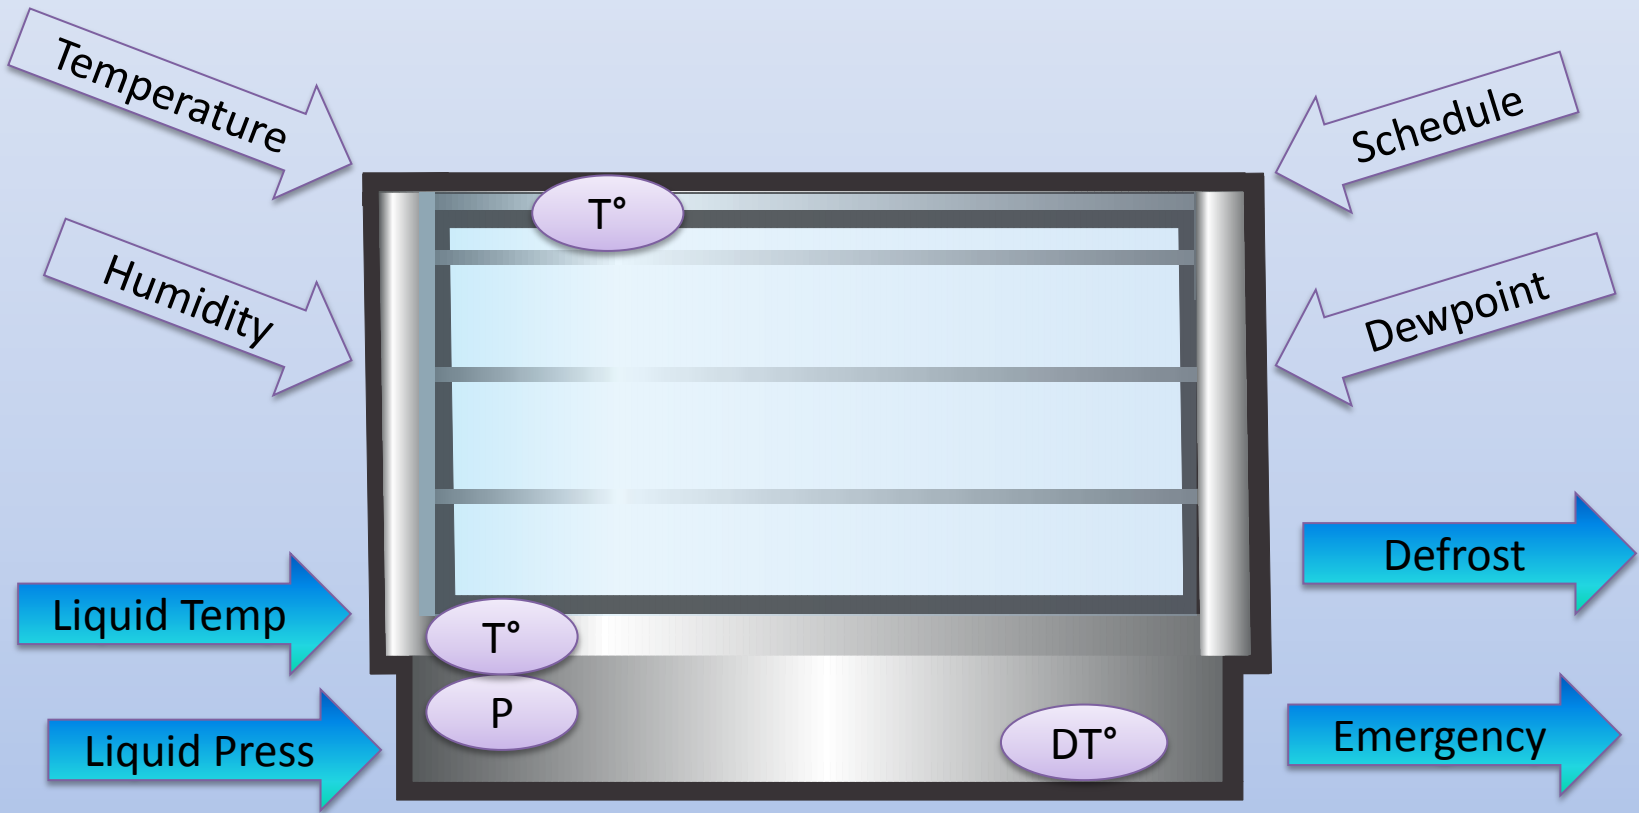 Temperature
Schedule
T°
Humidity
Dewpoint
Defrost
Liquid Temp
T°
P
Liquid Press
DT°
Emergency